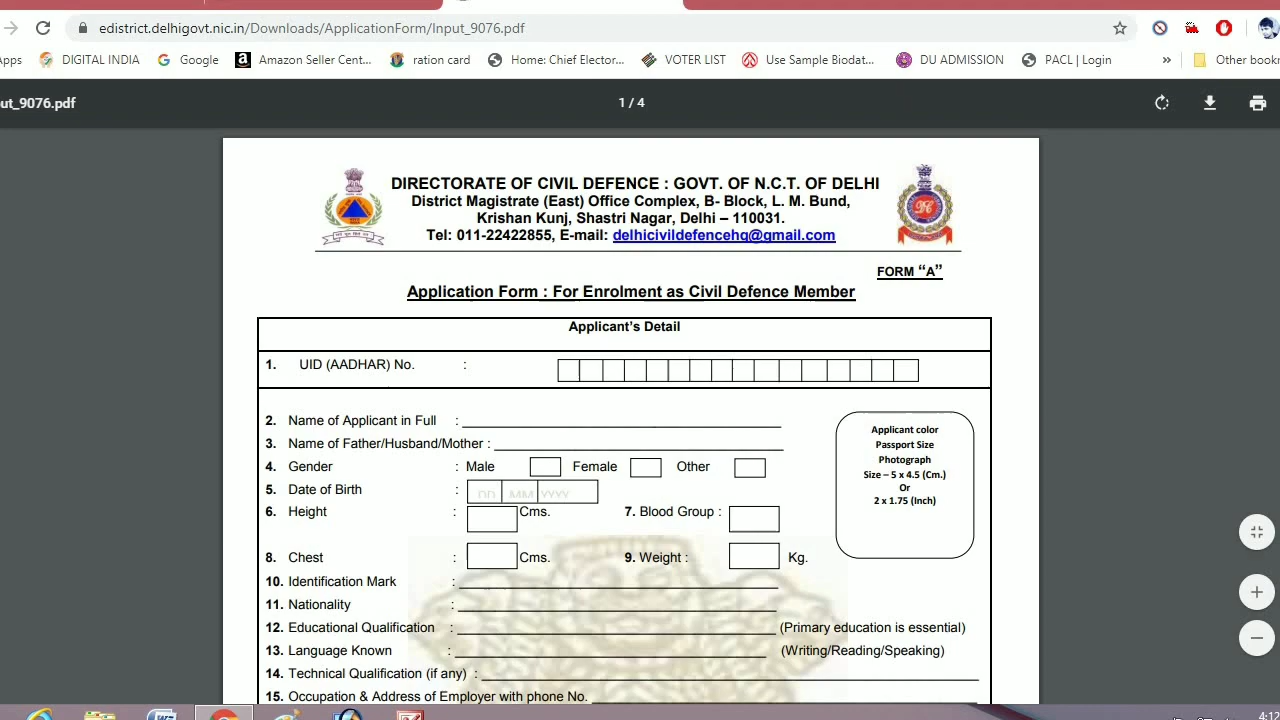 edistrict.delhigovt.nic.in/Downloads/ApplicationForm/Input_9076.pdf
DIGITAL INDIA Google Amazon Seller Cent... ration card Home: Chief Elector... VOTER LIST Use Sample Biodat... DU ADMISSION PACL | Login » Other bookr
ut_9076.pdf 1 / 4
DIRECTORATE OF CIVIL DEFENCE : GOVT. OF N.C.T. OF DELHI
District Magistrate (East) Office Complex, B- Block, L. M. Bund,
Krishan Kunj, Shastri Nagar, Delhi – 110031.
Tel: 011-22422855, E-mail: delhicivildefencehq@gmail.com
FORM “A”
Application Form : For Enrolment as Civil Defence Member
Applicant’s Detail
1. UID (AADHAR) No. :
2. Name of Applicant in Full :
3. Name of Father/Husband/Mother :
4. Gender : Male Female Other
5. Date of Birth : DD MM YYYY
6. Height : Cms. 7. Blood Group :
8. Chest : Cms. 9. Weight : Kg.
10. Identification Mark :
11. Nationality :
12. Educational Qualification : (Primary education is essential)
13. Language Known : (Writing/Reading/Speaking)
14. Technical Qualification (if any) :
15. Occupation & Address of Employer with phone No.
Applicant color
Passport Size
Photograph
Size – 5 x 4.5 (Cm.)
Or
2 x 1.75 (Inch)
4:12